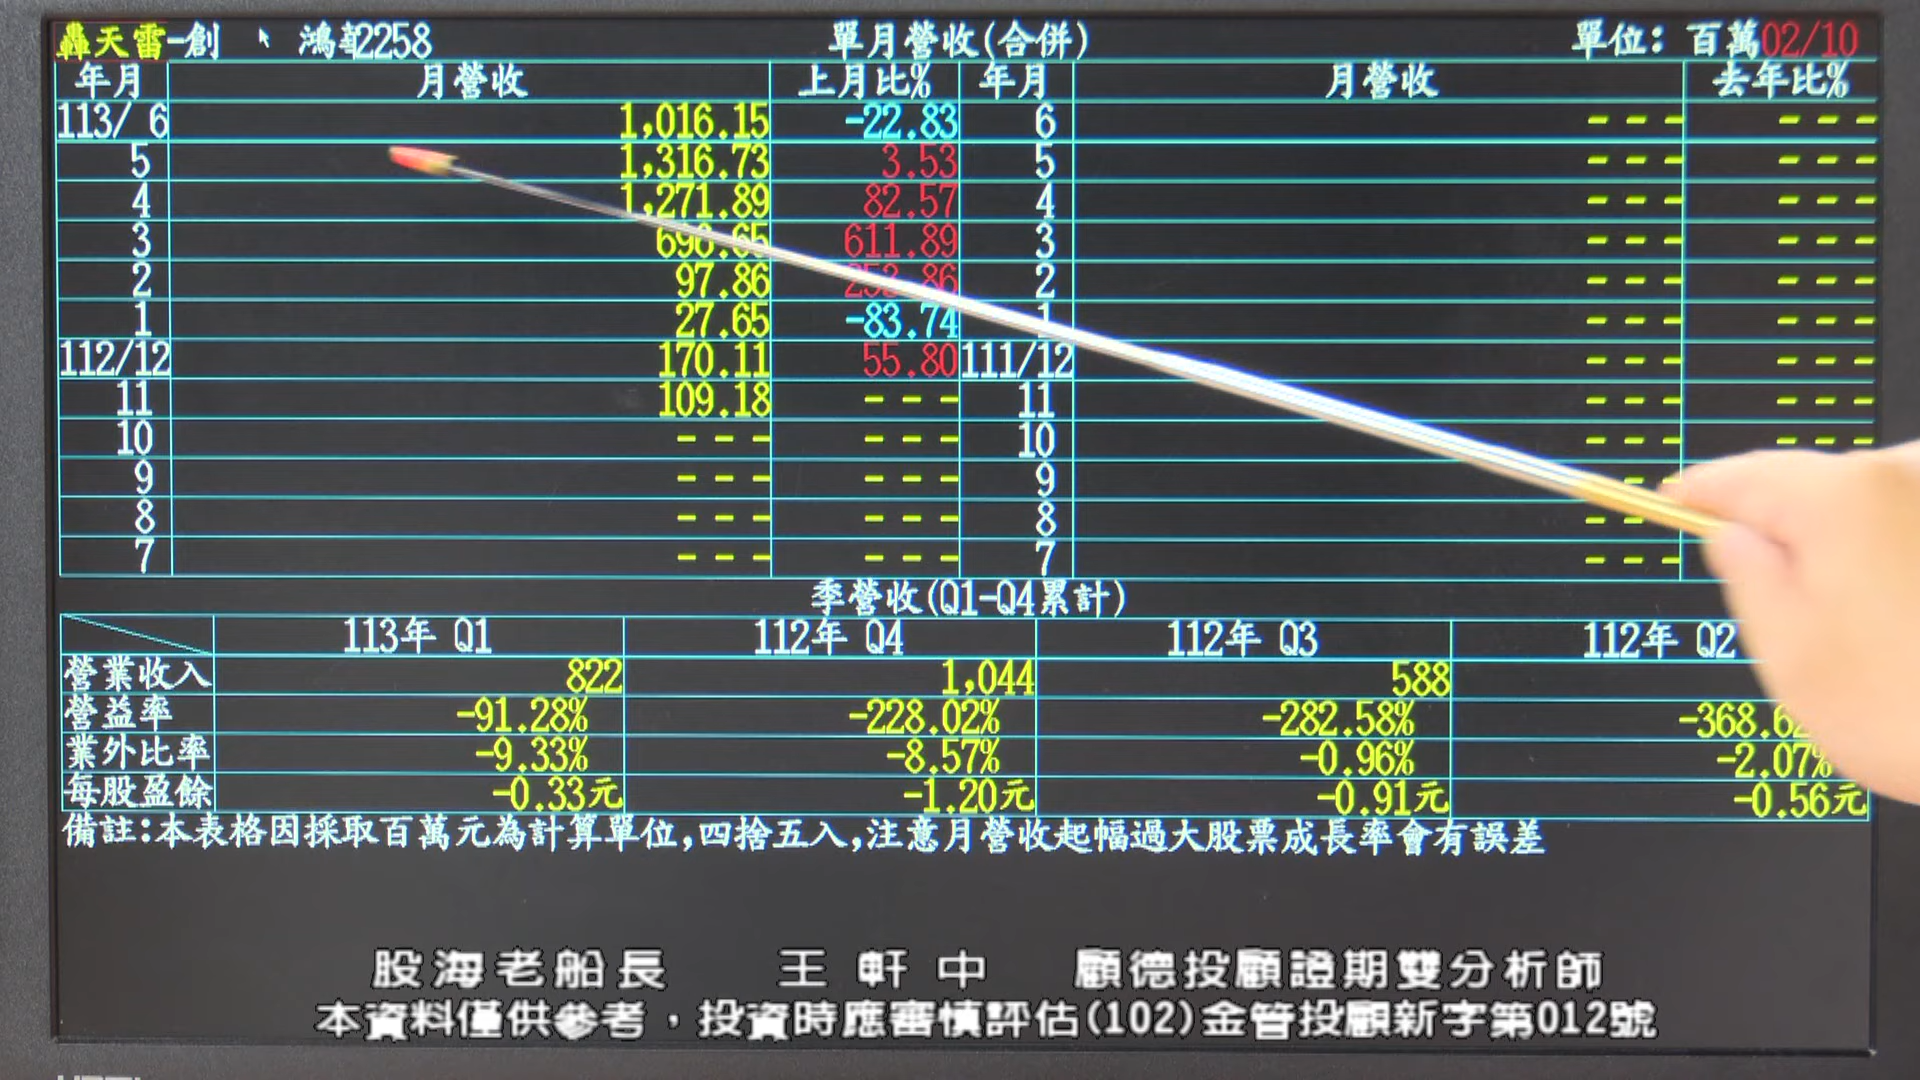 轟天雷-創 鴻華2258 單月營收(合併) 單位: 百萬02/10
年月 月營收 上月比% 年月 月營收 去年比%
113/ 6 1,016.15 -22.83 6 --- ---
5 1,316.73 3.53 5 --- ---
4 1,271.89 82.57 4 --- ---
3 696.65 611.89 3 --- ---
2 97.86 253.86 2 --- ---
1 27.65 -83.74 1 --- ---
112/12 170.11 55.80 111/12 --- ---
11 109.18 --- 11 --- ---
10 --- --- 10 --- ---
9 --- --- 9
8 --- --- 8
7 --- --- 7 ---
季營收(Q1-Q4累計)
113年 Q1 112年 Q4 112年 Q3 112年 Q2
營業收入 822 1,044 588
營益率 -91.28% -228.02% -282.58%
業外比率 -9.33% -8.57% -0.96% -2.07%
每股盈餘 -0.33元 -1.20元 -0.91元 -0.56元
備註:本表格因採取百萬元為計算單位,四捨五入,注意月營收起幅過大股票成長率會有誤差
股海老船長 王軒中 顧德投顧證期雙分析師
本資料僅供參考，投資時應審慎評估(102)金管投顧新字第012號